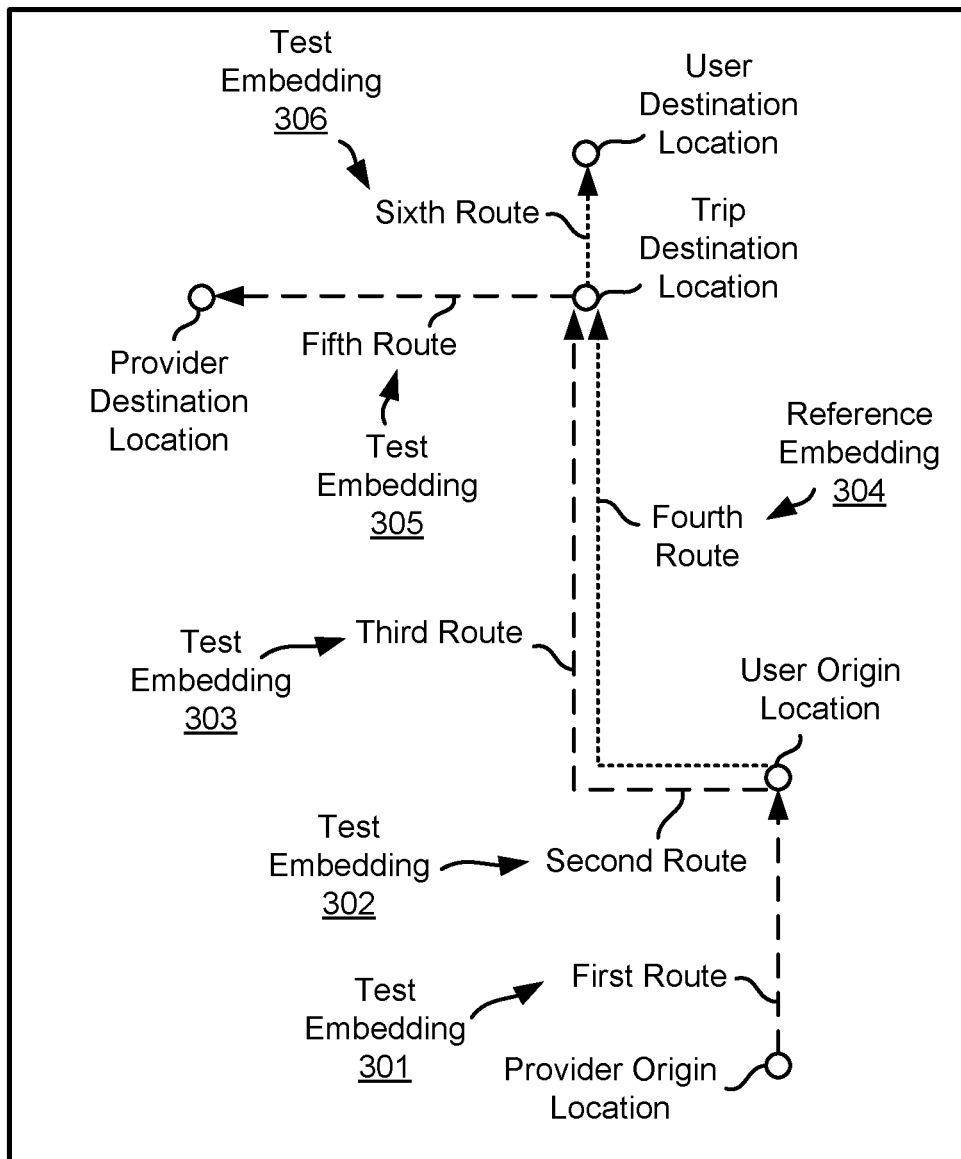 Test
Embedding
306
User
Destination
Location
Sixth Route
Trip
Destination
Location
Provider
Destination
Location
Fifth Route
Test
Embedding
305
Reference
Embedding
304
Fourth
Route
Test
Embedding
303
Third Route
User Origin
Location
Test
Embedding
302
Second Route
Test
Embedding
301
First Route
Provider Origin
Location